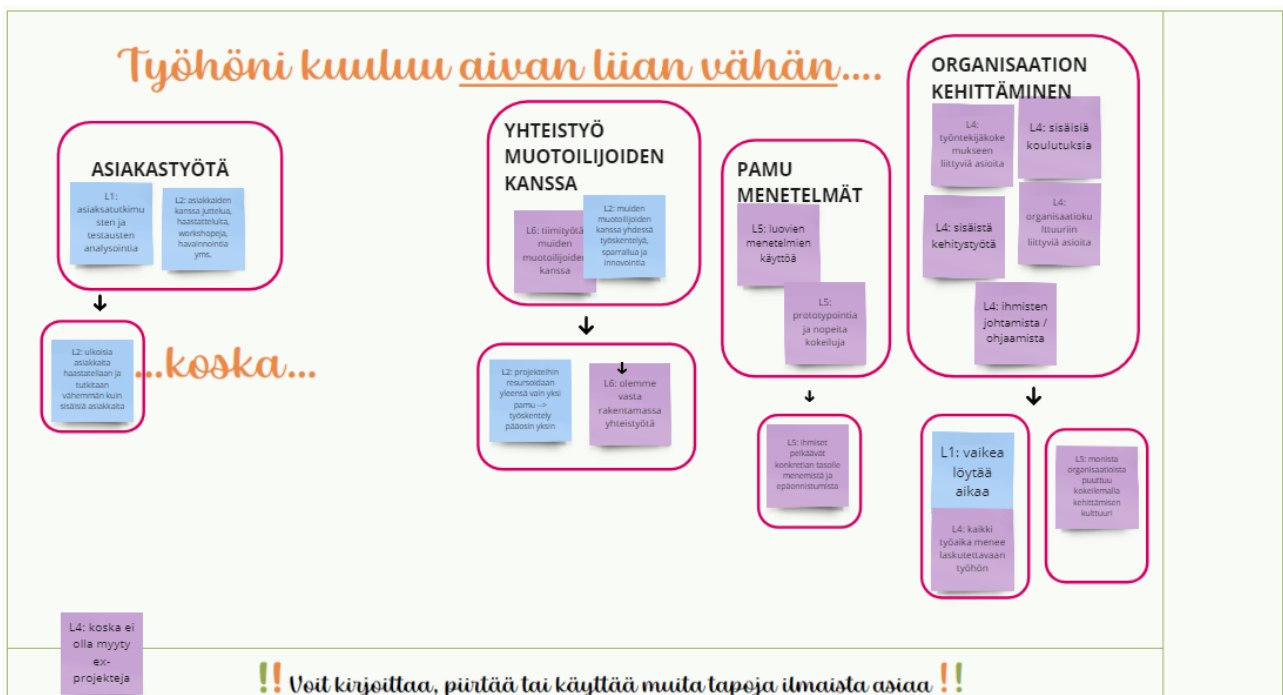 Työhöni kuuluu aivan liian vähän....
ASIAKASTYÖTÄ
L1:
asiaksatutkimu
sten ja
testausten
analysointia
L2: asiakkaiden
kanssa juttelua,
haastatteluita,
workshopeja,
havainnointia
yms.
...koska...
L2: ulkoisia
asiakkaita
haastatellaan ja
tutkitaan
vähemmän kuin
sisäisiä asiakkaita
YHTEISTYÖ
MUOTOILIJOIDEN
KANSSA
L6: tiimityötä
muiden
muotoilijoiden
kanssa
L2: muiden
muotoilijoiden
kanssa yhdessä
työskentelyä,
sparrailua ja
innovointia
L2: projekteihin
resursoidaan
yleensä vain yksi
pamu -->
työskentely
pääosin yksin
L6: olemme
vasta
rakentamassa
yhteistyötä
PAMU
MENETELMÄT
L5: luovien
menetelmien
käyttöä
L5:
prototypointia
ja nopeita
kokeiluja
L5: ihmiset
pelkäävät
konkretian tasolle
menemissä ja
epäonnistumista
ORGANISAATION
KEHITTÄMINEN
L4:
työntekijäkoke
mukseen
liittyviä asioita
L4: sisäisiä
koulutuksia
L4: sisäistä
kehitystyötä
L4:
organisaatioku
lttuuriin
liittyviä asioita
L4: ihmisten
johtamista /
ohjaamista
L1: vaikea
löytää
aikaa
L4: kaikki
työaika menee
laskutettavaan
työhön
L5: monista
organisaatioista
puuttuu
kokeilemalla
kehittämisen
kulttuuri
L4: koska ei
olla myyty
ex-
projekteja
!! Voit kirjoittaa, piirtää tai käyttää muita tapoja ilmaista asiaa !!